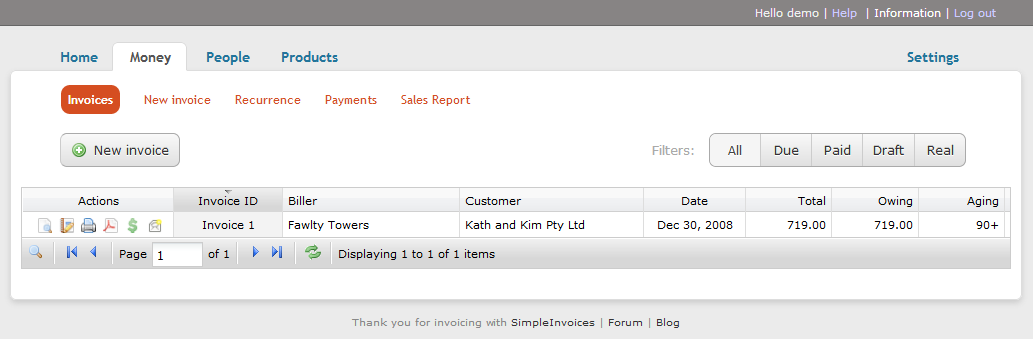 Hello demo | Help | Information | Log out
Home Money People Products Settings
Invoices New invoice Recurrence Payments Sales Report
New invoice Filters: All Due Paid Draft Real
Actions Invoice ID Biller Customer Date Total Owing Aging
Invoice 1 Fawlty Towers Kath and Kim Pty Ltd Dec 30, 2008 719.00 719.00 90+
Page 1 of 1 Displaying 1 to 1 of 1 items
Thank you for invoicing with SimpleInvoices | Forum | Blog